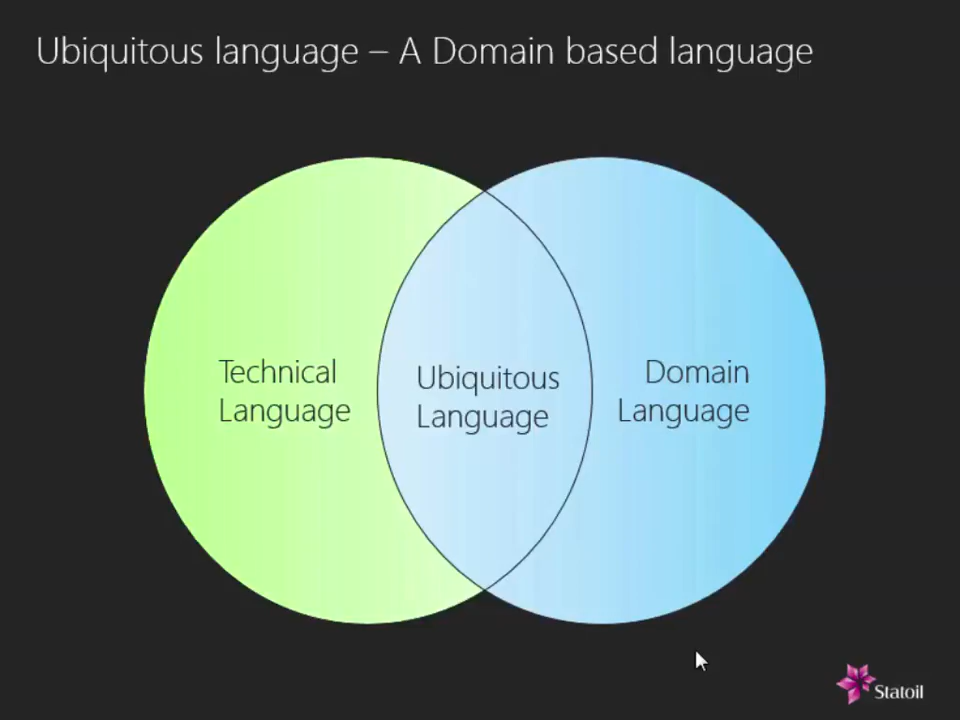 Ubiquitous language – A Domain based language
Technical
Language
Ubiquitous
Language
Domain
Language
Statoil